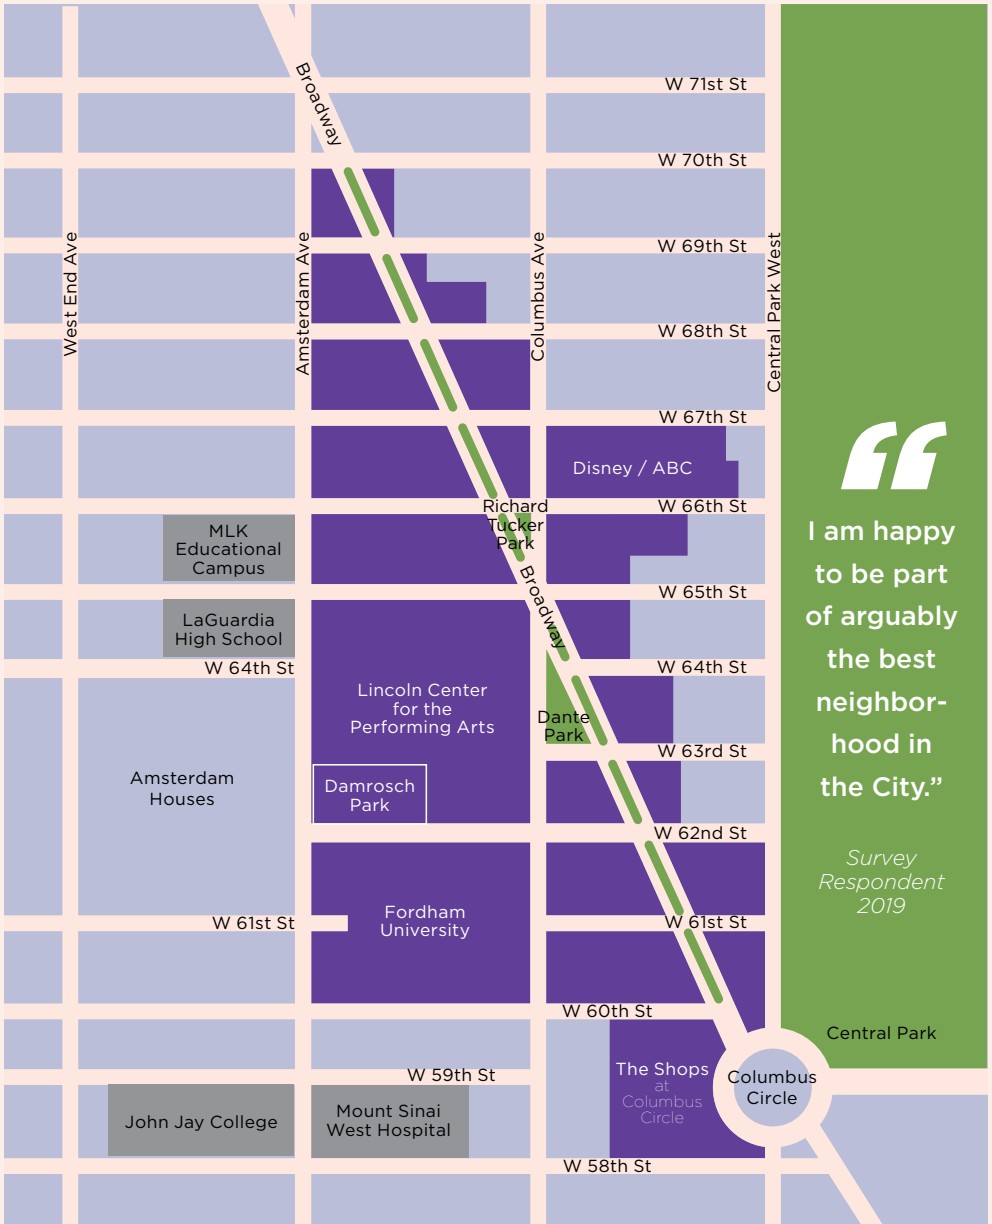 Broadway
W 71st St
W 70th St
West End Ave
Amsterdam Ave
Columbus Ave
Central Park West
W 69th St
W 68th St
W 67th St
Disney / ABC
W 66th St
Richard
Tucker
Park
MLK
Educational
Campus
Broadway
W 65th St
LaGuardia
High School
W 64th St
W 64th St
Lincoln Center
for the
Performing Arts
Dante
Park
W 63rd St
Amsterdam
Houses
Damrosch
Park
W 62nd St
W 61st St
Fordham
University
W 61st St
W 60th St
W 59th St
The Shops
at
Columbus
Circle
Columbus
Circle
Central Park
John Jay College
Mount Sinai
West Hospital
W 58th St
“
I am happy
to be part
of arguably
the best
neighbor-
hood in
the City.”
Survey
Respondent
2019